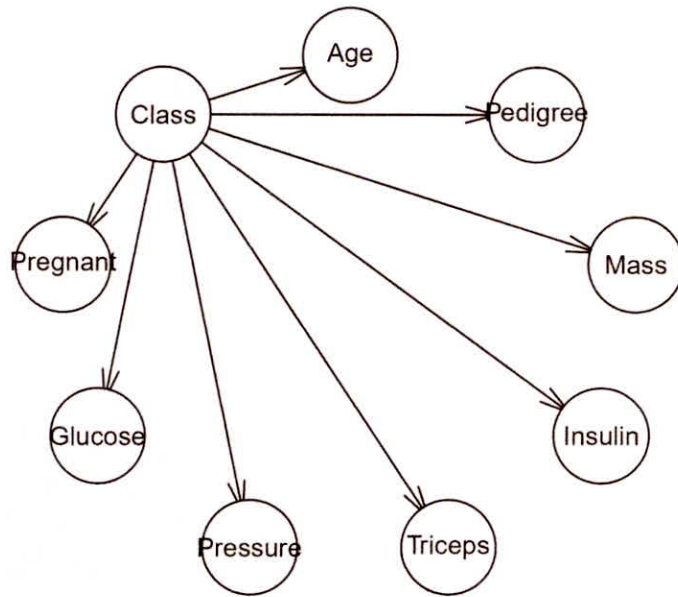 Age
Class
Pedigree
Pregnant
Mass
Glucose
Insulin
Pressure
Triceps